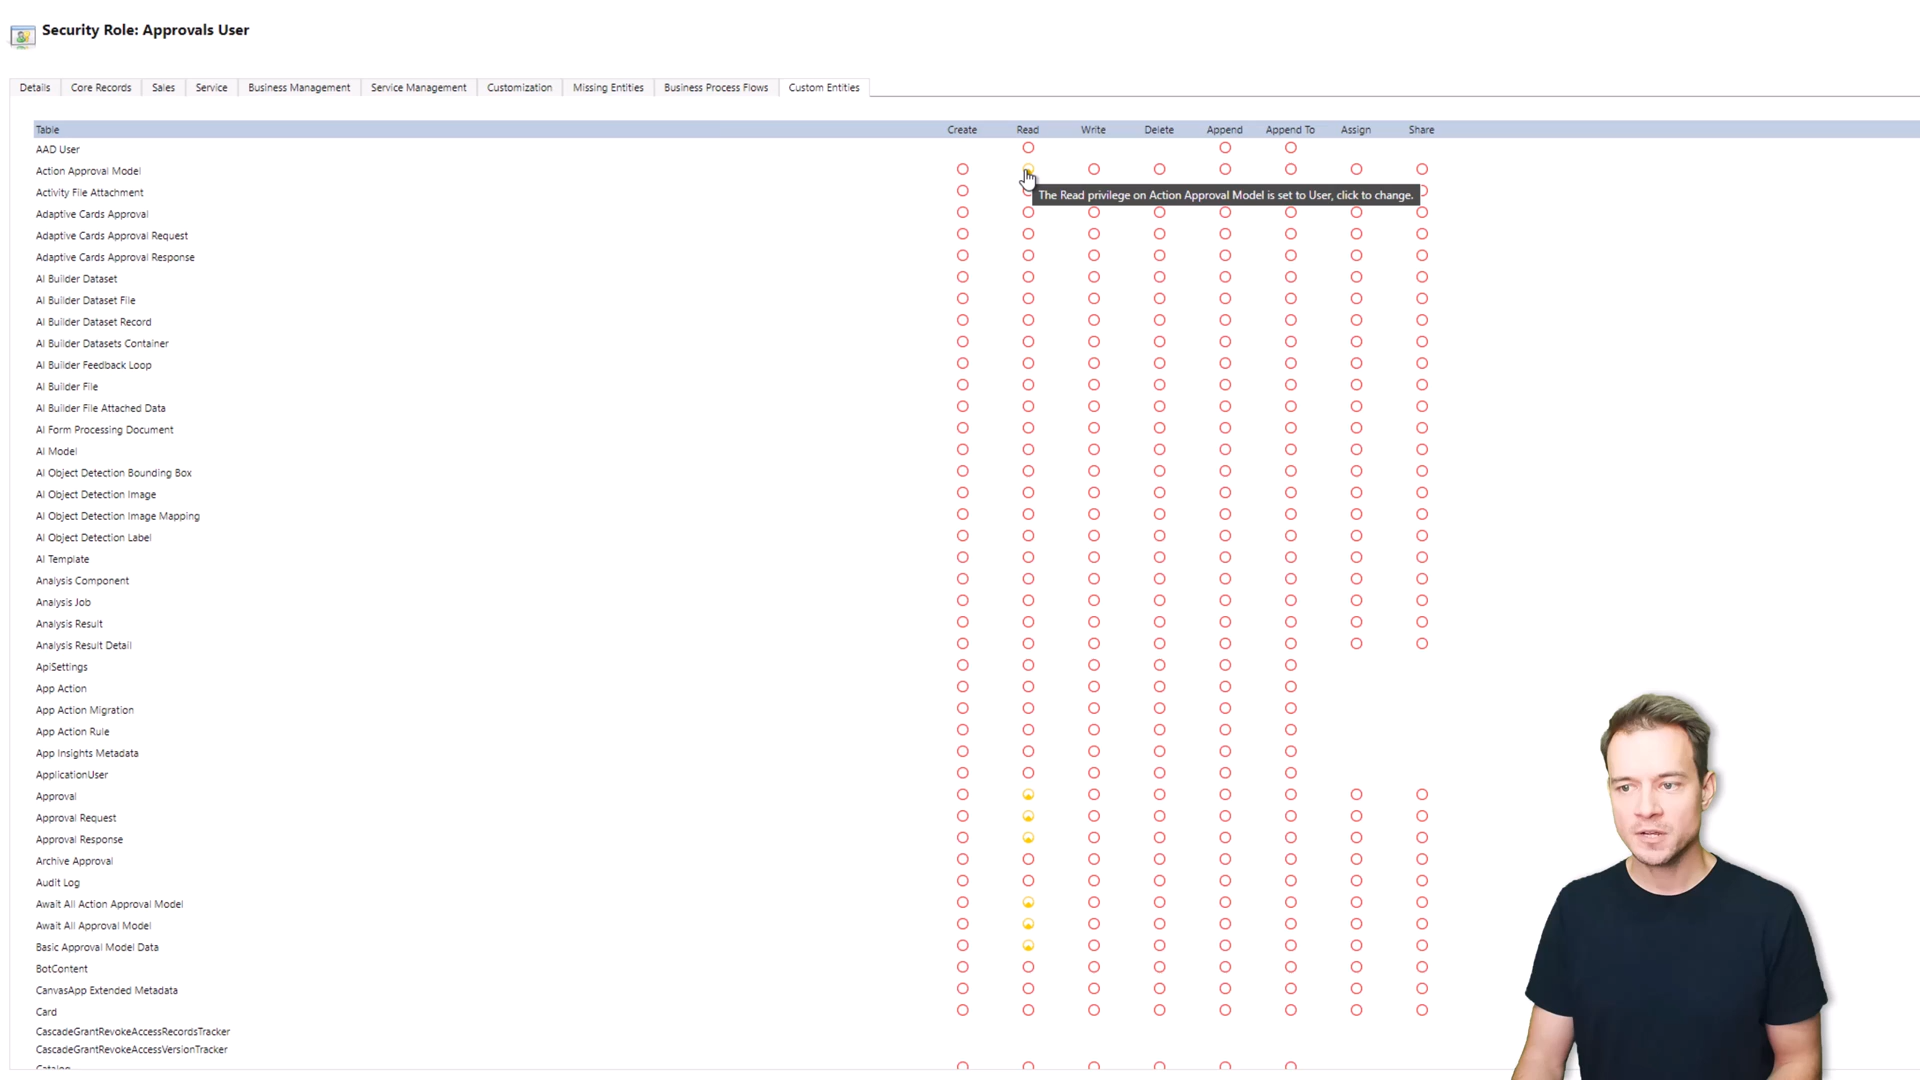 Security Role: Approvals User
Details Core Records Sales Service Business Management Service Management Customization Missing Entities Business Process Flows Custom Entities
Table Create Read Write Delete Append Append To Assign Share
AAD User
Action Approval Model
Activity File Attachment
The Read privilege on Action Approval Model is set to User, click to change.
Adaptive Cards Approval
Adaptive Cards Approval Request
Adaptive Cards Approval Response
AI Builder Dataset
AI Builder Dataset File
AI Builder Dataset Record
AI Builder Datasets Container
AI Builder Feedback Loop
AI Builder File
AI Builder File Attached Data
AI Form Processing Document
AI Model
AI Object Detection Bounding Box
AI Object Detection Image
AI Object Detection Image Mapping
AI Object Detection Label
AI Template
Analysis Component
Analysis Job
Analysis Result
Analysis Result Detail
ApiSettings
App Action
App Action Migration
App Action Rule
App Insights Metadata
ApplicationUser
Approval
Approval Request
Approval Response
Archive Approval
Audit Log
Await All Action Approval Model
Await All Approval Model
Basic Approval Model Data
BotContent
CanvasApp Extended Metadata
Card
CascadeGrantRevokeAccessRecordsTracker
CascadeGrantRevokeAccessVersionTracker
Catalog